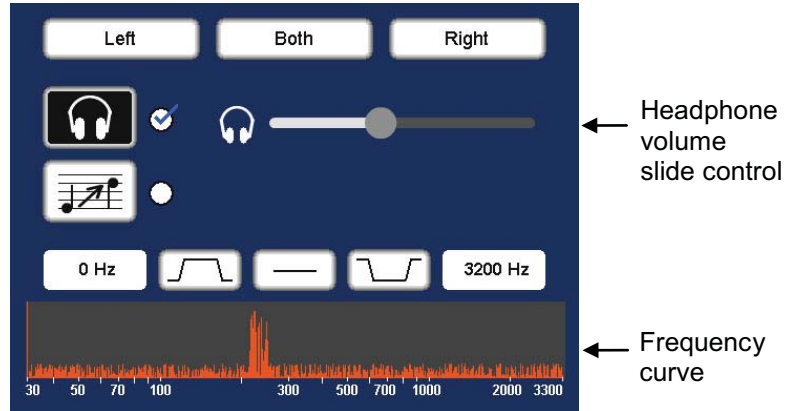 Left Both Right
Headphone
volume
slide control
0 Hz 3200 Hz
Frequency
curve
30 50 70 100 300 500 700 1000 2000 3300